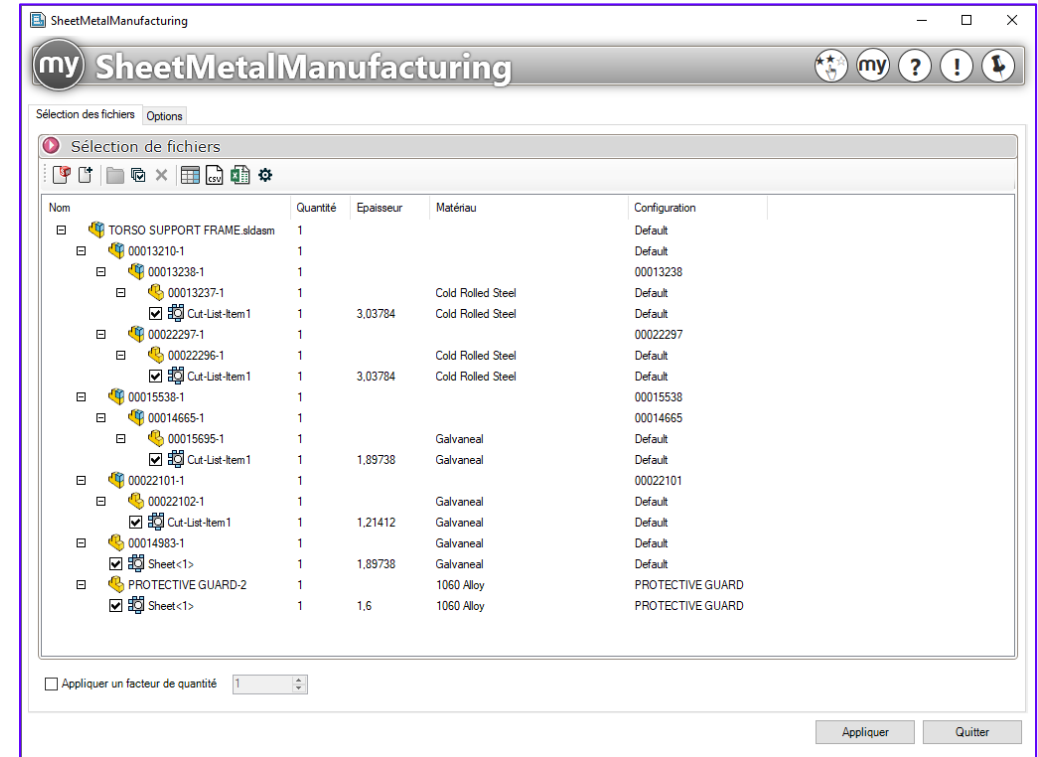 SheetMetalManufacturing
my SheetMetalManufacturing my ? !
Sélection des fichiers Options
Sélection de fichiers
csv
Nom Quantité Epaisseur Matériau Configuration
TORSO SUPPORT FRAME.sldasm 1 Default
00013210-1 1 Default
00013238-1 1 00013238
00013237-1 1 Cold Rolled Steel Default
Cut-List-Item1 1 3,03784 Cold Rolled Steel Default
00022297-1 1 00022297
00022296-1 1 Cold Rolled Steel Default
Cut-List-Item1 1 3,03784 Cold Rolled Steel Default
00015538-1 1 00015538
00014665-1 1 00014665
00015695-1 1 Galvaneal Default
Cut-List-Item1 1 1,89738 Galvaneal Default
00022101-1 1 00022101
00022102-1 1 Galvaneal Default
Cut-List-Item1 1 1,21412 Galvaneal Default
00014983-1 1 Galvaneal Default
Sheet<1> 1 1,89738 Galvaneal Default
PROTECTIVE GUARD-2 1 1060 Alloy PROTECTIVE GUARD
Sheet<1> 1 1,6 1060 Alloy PROTECTIVE GUARD
Appliquer un facteur de quantité 1
Appliquer Quitter